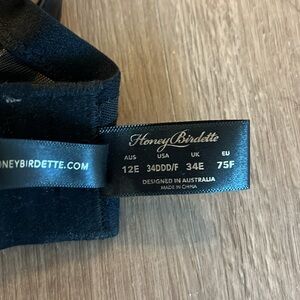 Honey Birdette
AUS USA UK EU
12E 34DDD/F 34E 75F
DESIGNED IN AUSTRALIA
MADE IN CHINA
ONEYBIRDETTE.COM